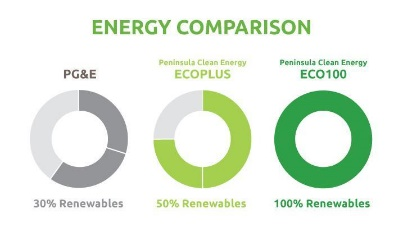 ENERGY COMPARISON
PG&E
30% Renewables
Peninsula Clean Energy
ECOPLUS
50% Renewables
Peninsula Clean Energy
ECO100
100% Renewables